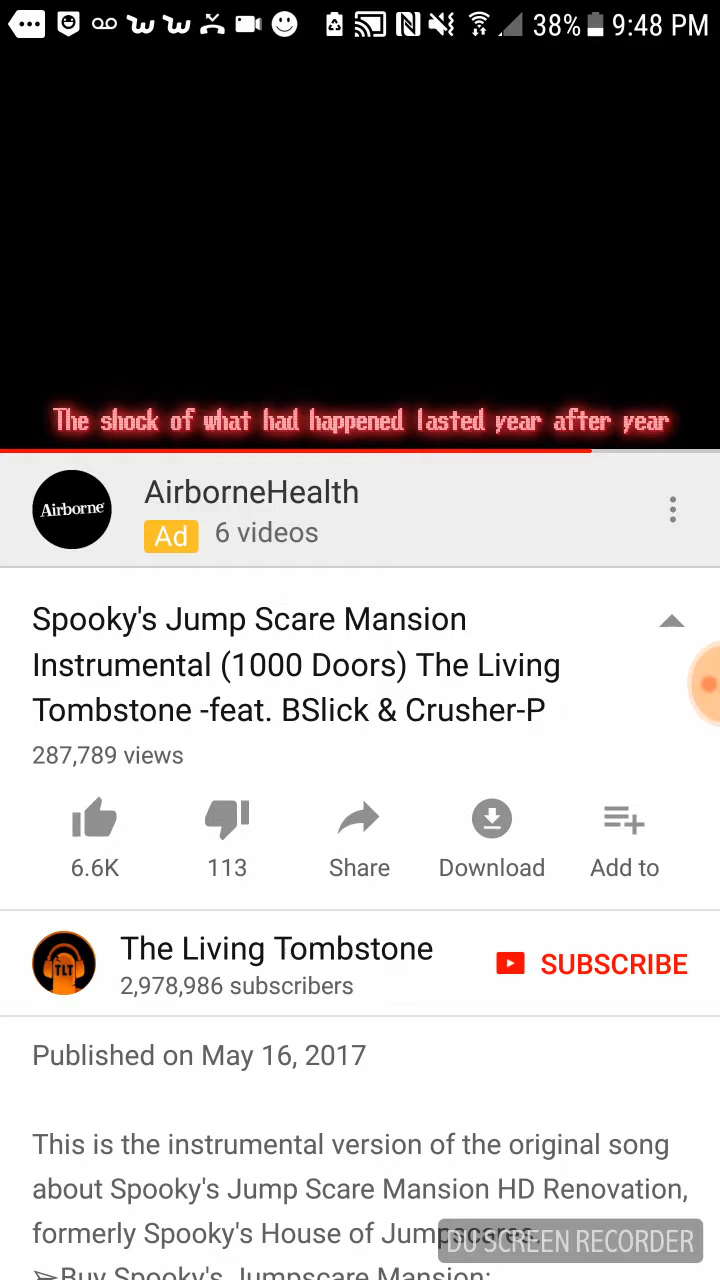 38% 9:48 PM
The shock of what had happened lasted year after year
Airborne
AirborneHealth
Ad 6 videos
Spooky's Jump Scare Mansion
Instrumental (1000 Doors) The Living
Tombstone -feat. BSlick & Crusher-P
287,789 views
6.6K 113 Share Download Add to
TLT
The Living Tombstone
SUBSCRIBE
2,978,986 subscribers
Published on May 16, 2017
This is the instrumental version of the original song
about Spooky's Jump Scare Mansion HD Renovation,
formerly Spooky's House of Jumpscares.
DU SCREEN RECORDER
➢Buy Spooky's Jumpscare Mansion: